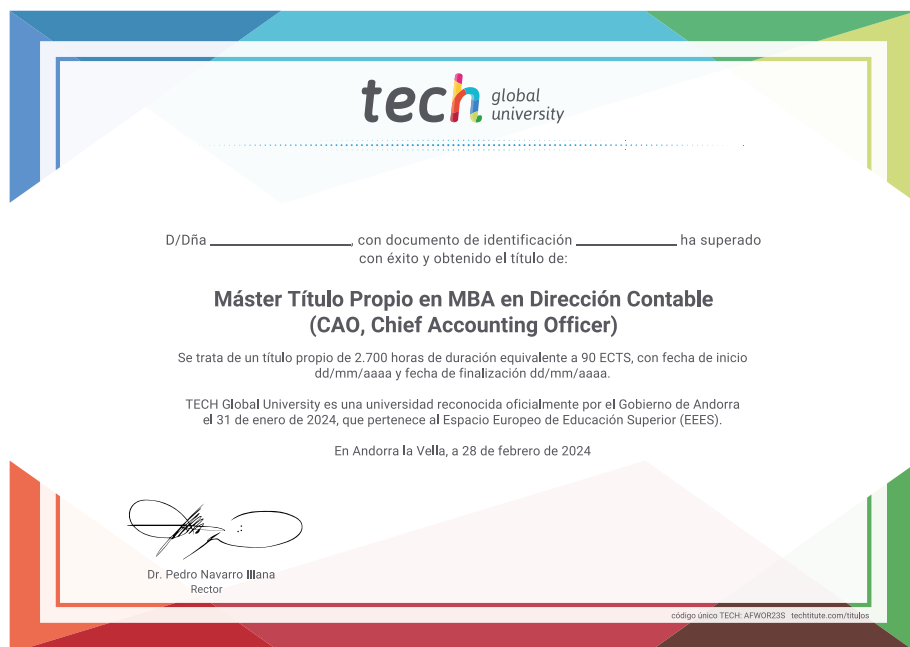 tech global
university
D/Dña ____________________, con documento de identificación ______________ ha superado
con éxito y obtenido el título de:
Máster Título Propio en MBA en Dirección Contable
(CAO, Chief Accounting Officer)
Se trata de un título propio de 2.700 horas de duración equivalente a 90 ECTS, con fecha de inicio
dd/mm/aaaa y fecha de finalización dd/mm/aaaa.
TECH Global University es una universidad reconocida oficialmente por el Gobierno de Andorra
el 31 de enero de 2024, que pertenece al Espacio Europeo de Educación Superior (EEES).
En Andorra la Vella, a 28 de febrero de 2024
Dr. Pedro Navarro Illana
Rector
código único TECH: AFWOR23S techtitute.com/titulos